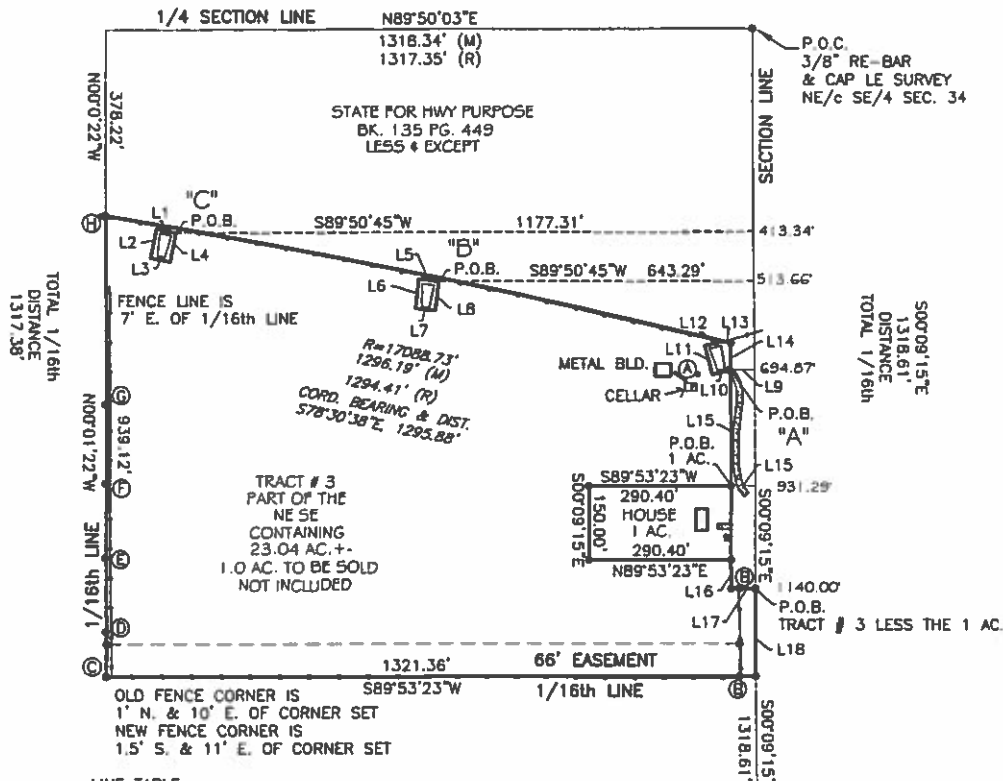 1/4 SECTION LINE
N89°50'03"E
1318.34' (M)
1317.35' (R)
P.O.C.
3/8" RE-BAR
& CAP LE SURVEY
NE/c SE/4 SEC. 34
N00°0'22"W
378.22'
STATE FOR HWY PURPOSE
BK. 135 PG. 449
LESS & EXCEPT
SECTION LINE
"C"
L1
P.O.B.
S89°50'45"W
1177.31'
413.34'
H
L2
L4
L3
"B"
L5
P.O.B.
S89°50'45"W
643.29'
513.66'
L6
L8
L7
TOTAL 1/16th
DISTANCE
1317.38'
FENCE LINE IS
7' E. OF 1/16th LINE
R=17088.73'
1296.19' (M)
1294.41' (R)
CORD. BEARING & DIST.
S78°30'38"E, 1295.88'
L12
L13
L14
L11
METAL BLD.
A
L10
694.87'
L9
CELLAR
S00°09'15"E
1318.61'
DISTANCE
TOTAL 1/16th
G
N00°01'22"W
939.12'
L15
P.O.B.
"A"
P.O.B.
1 AC.
L15
F
S89°53'23"W
931.29'
TRACT # 3
PART OF THE
NE SE
CONTAINING
23.04 AC.+-
1.0 AC. TO BE SOLD
NOT INCLUDED
S00°09'15"E
150.00'
290.40'
HOUSE
1 AC.
290.40'
N89°53'23"E
S00°09'15"E
E
1/16th LINE
B
L16
1140.00'
L17
P.O.B.
TRACT # 3 LESS THE 1 AC.
D
L18
C
1321.36'
66' EASEMENT
S89°53'23"W
1/16th LINE
B
OLD FENCE CORNER IS
1' N. & 10' E. OF CORNER SET
NEW FENCE CORNER IS
1.5' S. & 11' E. OF CORNER SET
S00°09'15"
1318.61'
LINE TABLE